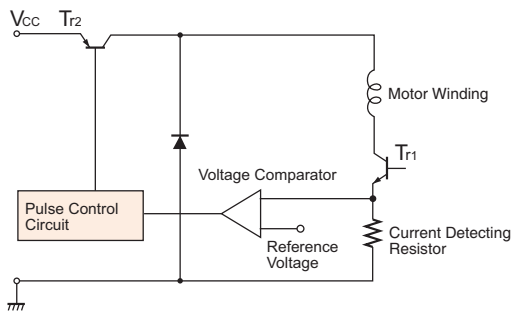 Vcc
Tr2
Motor Winding
Tr1
Voltage Comparator
Pulse Control
Circuit
Reference
Voltage
Current Detecting
Resistor